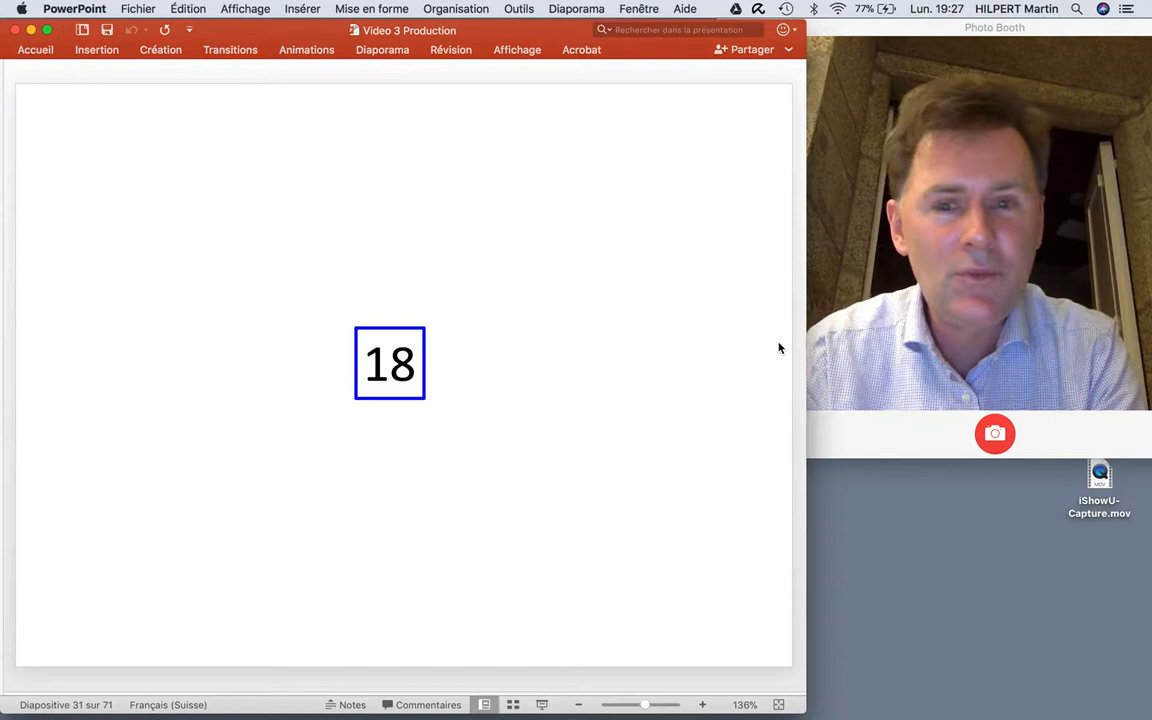 PowerPoint Fichier Édition Affichage Insérer Mise en forme Organisation Outils Diaporama Fenêtre Aide 77% Lun. 19:27 HILPERT Martin
Video 3 Production
Rechercher dans la présentation
Photo Booth
Accueil Insertion Création Transitions Animations Diaporama Révision Affichage Acrobat Partager
18
MOV
iShowU-
Capture.mov
Diapositive 31 sur 71 Français (Suisse) Notes Commentaires 136%